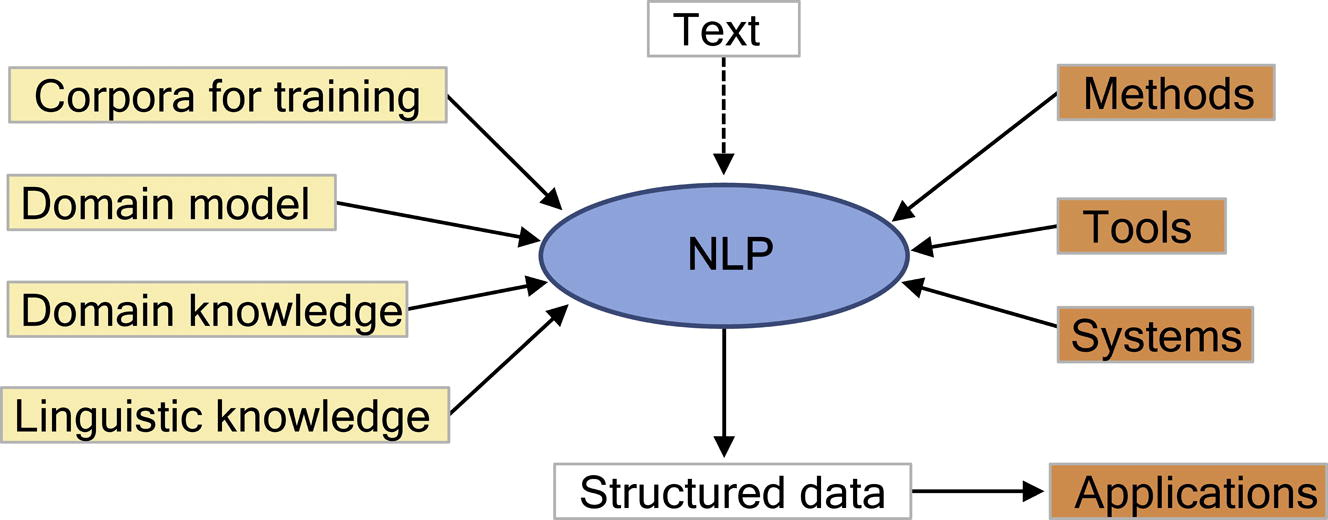 Text
Corpora for training
Methods
Domain model
Tools
NLP
Domain knowledge
Systems
Linguistic knowledge
Structured data
Applications